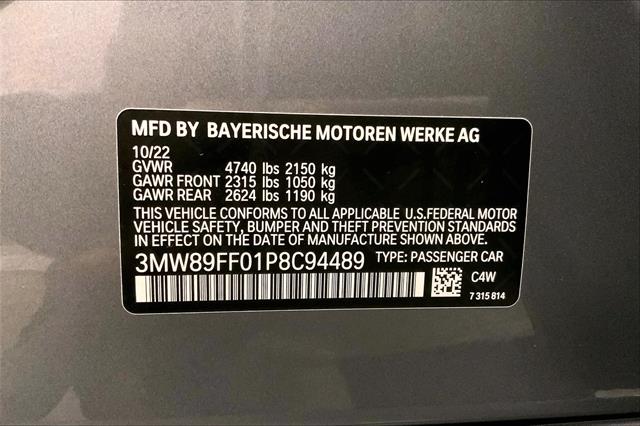 MFD BY BAYERISCHE MOTOREN WERKE AG
10/22
GVWR 4740 lbs 2150 kg
GAWR FRONT 2315 lbs 1050 kg
GAWR REAR 2624 lbs 1190 kg
THIS VEHICLE CONFORMS TO ALL APPLICABLE U.S.FEDERAL MOTOR
VEHICLE SAFETY, BUMPER AND THEFT PREVENTION STANDARDS
IN EFFECT ON THE DATE OF MANUFACTURE SHOWN ABOVE.
3MW89FF01P8C94489 TYPE: PASSENGER CAR
C4W
7 315 814